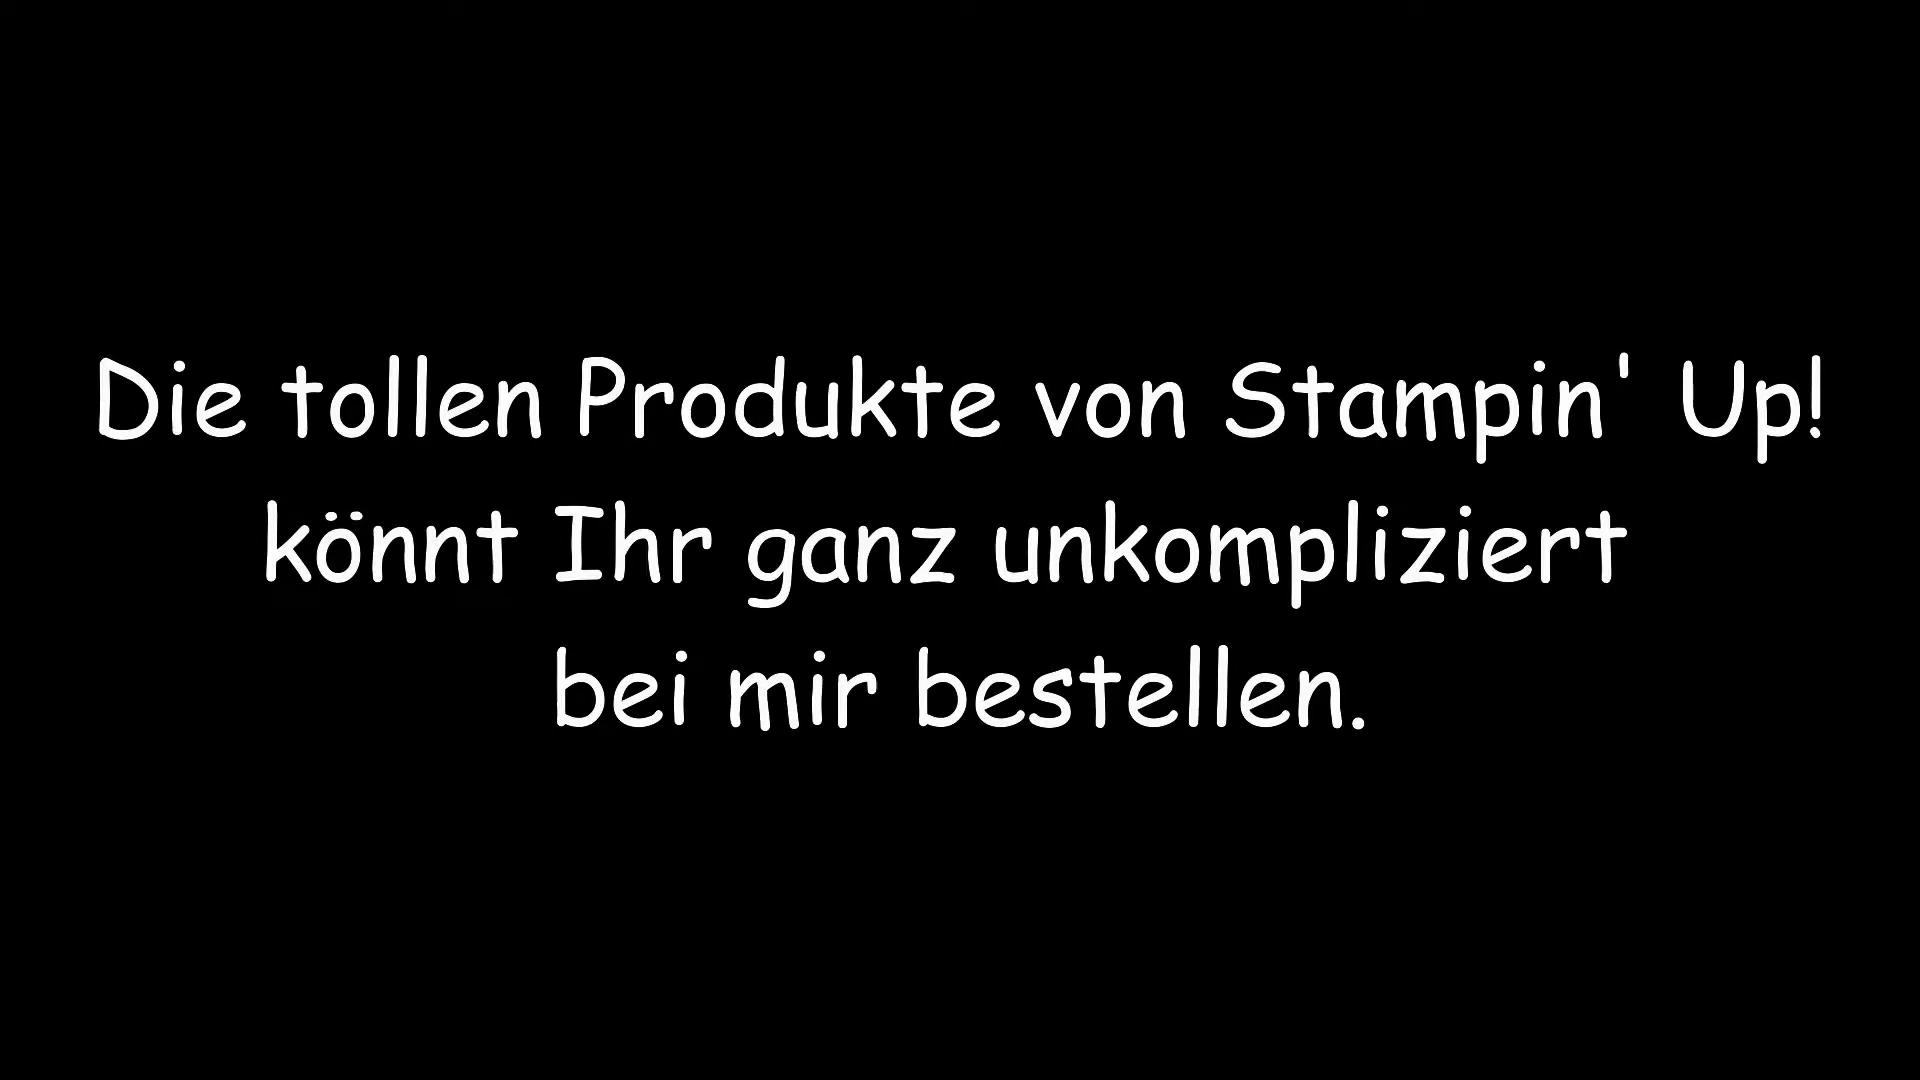 Die tollen Produkte von Stampin' Up!
könnt Ihr ganz unkompliziert
bei mir bestellen.